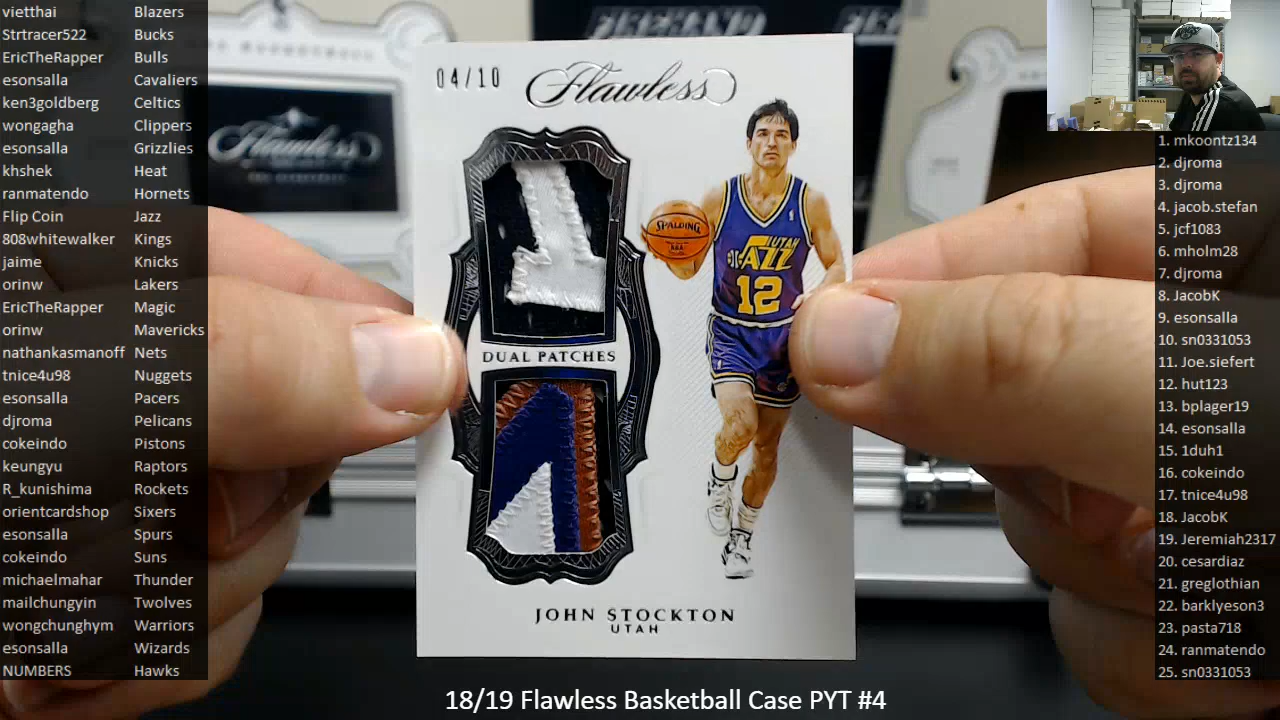 vietthai Blazers
Strtracer522 Bucks
EricTheRapper Bulls
esonsalla Cavaliers
ken3goldberg Celtics
wongagha Clippers
esonsalla Grizzlies
khshek Heat
ranmatendo Hornets
Flip Coin Jazz
808whitewalker Kings
jaime Knicks
orinw Lakers
EricTheRapper Magic
orinw Mavericks
nathankasmanoff Nets
tnice4u98 Nuggets
esonsalla Pacers
djroma Pelicans
cokeindo Pistons
keungyu Raptors
R_kunishima Rockets
orientcardshop Sixers
esonsalla Spurs
cokeindo Suns
michaelmahar Thunder
mailchungyin Twolves
wongchunghym Warriors
esonsalla Wizards
NUMBERS Hawks
Flawless
04/10
Flawless
SPALDING
UTAH
JAZZ
12
DUAL PATCHES
JOHN STOCKTON
UTAH
1. mkoontz134
2. djroma
3. djroma
4. jacob.stefan
5. jcf1083
6. mholm28
7. djroma
8. JacobK
9. esonsalla
10. sn0331053
11. Joe.siefert
12. hut123
13. bplager19
14. esonsalla
15. 1duh1
16. cokeindo
17. tnice4u98
18. JacobK
19. Jeremiah2317
20. cesardiaz
21. greglothian
22. barklyeson3
23. pasta718
24. ranmatendo
25. sn0331053
18/19 Flawless Basketball Case PYT #4